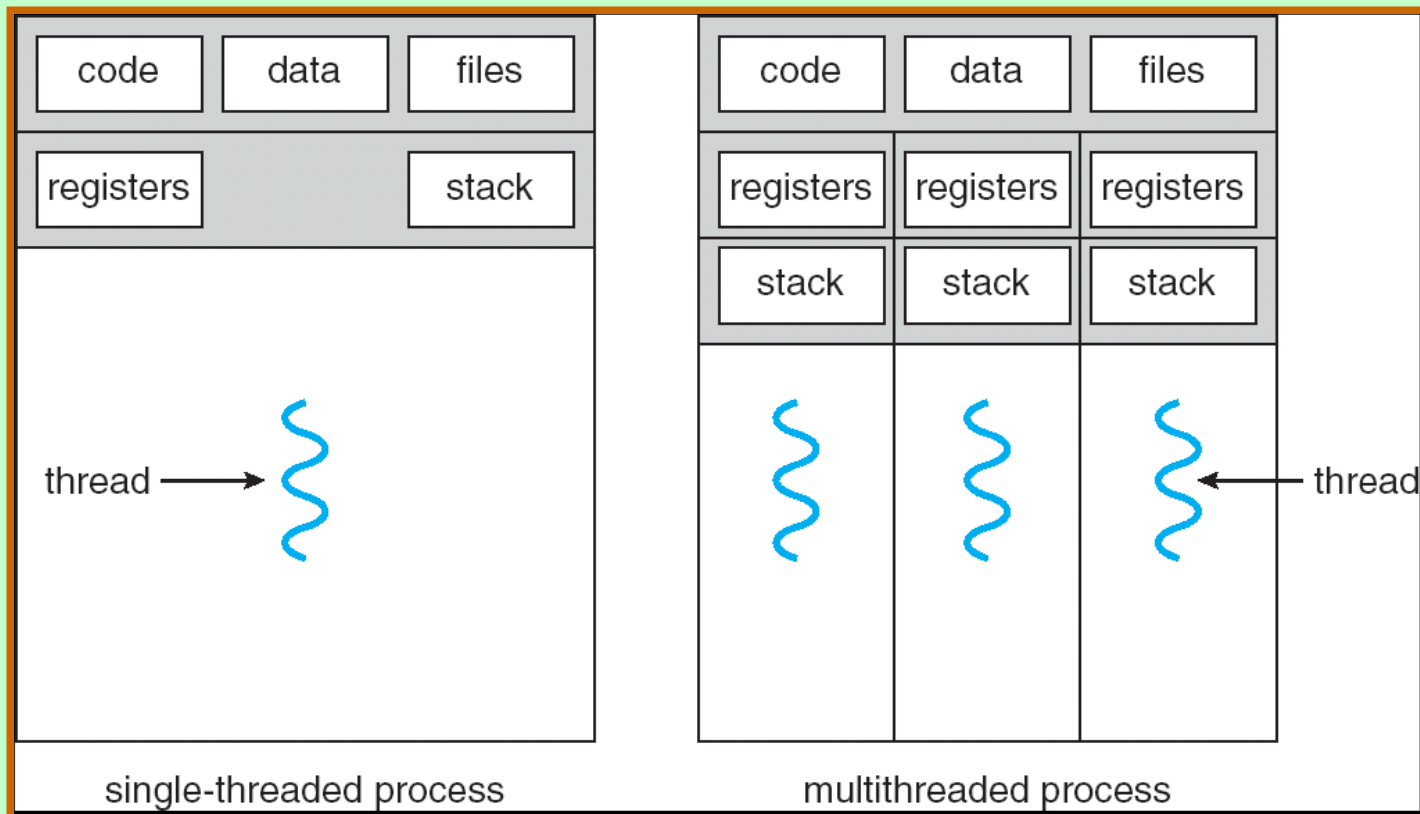 code data files
registers stack
thread
single-threaded process
code data files
registers registers registers
stack stack stack
thread
multithreaded process